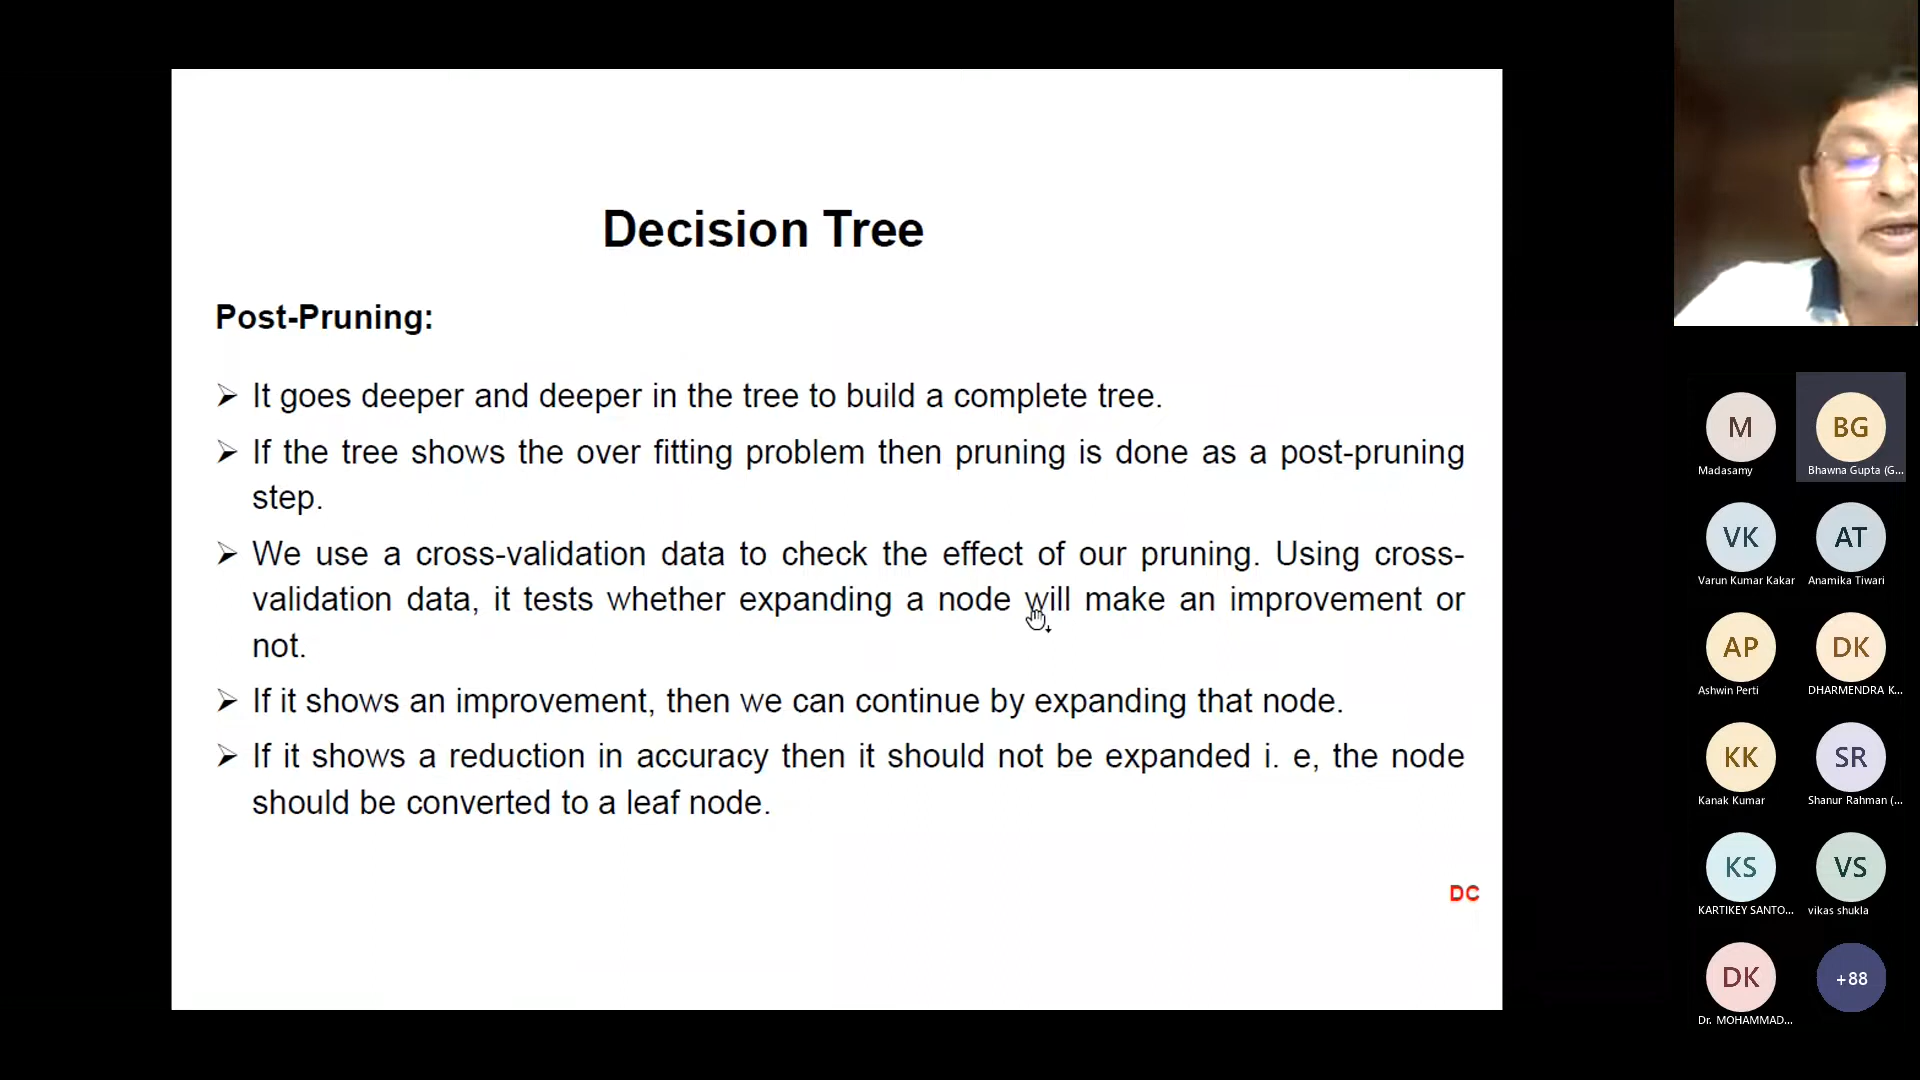 Decision Tree
Post-Pruning:
It goes deeper and deeper in the tree to build a complete tree.
If the tree shows the over fitting problem then pruning is done as a post-pruning
step.
We use a cross-validation data to check the effect of our pruning. Using cross-
validation data, it tests whether expanding a node will make an improvement or
not.
If it shows an improvement, then we can continue by expanding that node.
If it shows a reduction in accuracy then it should not be expanded i. e, the node
should be converted to a leaf node.
DC
M
Madasamy
BG
Bhawna Gupta (G...
VK
Varun Kumar Kakar
AT
Anamika Tiwari
AP
Ashwin Perti
DK
DHARMENDRA K...
KK
Kanak Kumar
SR
Shanur Rahman (...
KS
KARTIKEY SANTO...
VS
vikas shukla
DK
Dr. MOHAMMAD...
+88